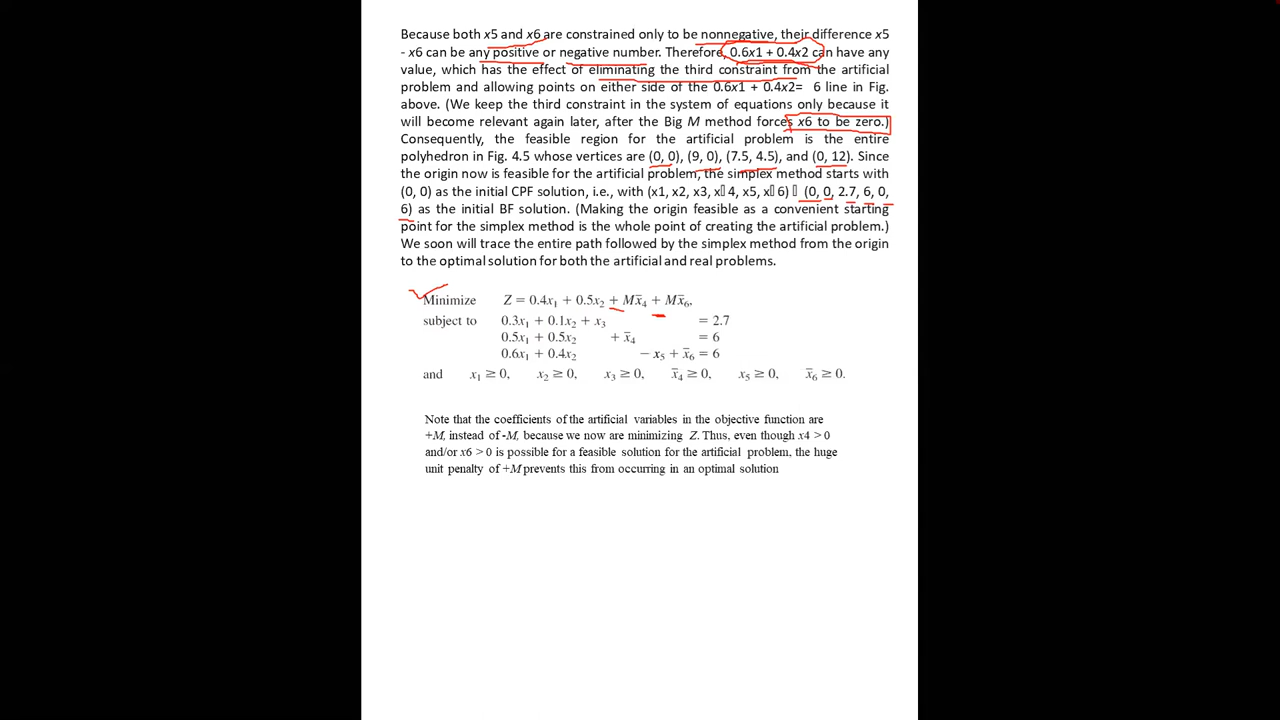 Because both x5 and x6 are constrained only to be nonnegative, their difference x5
- x6 can be any positive or negative number. Therefore, 0.6x1 + 0.4x2 can have any
value, which has the effect of eliminating the third constraint from the artificial
problem and allowing points on either side of the 0.6x1 + 0.4x2= 6 line in Fig.
above. (We keep the third constraint in the system of equations only because it
will become relevant again later, after the Big M method forces x6 to be zero.)
Consequently, the feasible region for the artificial problem is the entire
polyhedron in Fig. 4.5 whose vertices are (0, 0), (9, 0), (7.5, 4.5), and (0, 12). Since
the origin now is feasible for the artificial problem, the simplex method starts with
(0, 0) as the initial CPF solution, i.e., with (x1, x2, x3, x▯ 4, x5, x▯ 6) ▯ (0, 0, 2.7, 6, 0,
6) as the initial BF solution. (Making the origin feasible as a convenient starting
point for the simplex method is the whole point of creating the artificial problem.)
We soon will trace the entire path followed by the simplex method from the origin
to the optimal solution for both the artificial and real problems.
Minimize Z = 0.4x₁ + 0.5x₂ + Mx̄₄ + Mx̄₆,
subject to 0.3x₁ + 0.1x₂ + x₃ = 2.7
0.5x₁ + 0.5x₂ + x̄₄ = 6
0.6x₁ + 0.4x₂ − x₅ + x̄₆ = 6
and x₁ ≥ 0, x₂ ≥ 0, x₃ ≥ 0, x̄₄ ≥ 0, x₅ ≥ 0, x̄₆ ≥ 0.
Note that the coefficients of the artificial variables in the objective function are
+M, instead of -M, because we now are minimizing Z. Thus, even though x4 > 0
and/or x6 > 0 is possible for a feasible solution for the artificial problem, the huge
unit penalty of +M prevents this from occurring in an optimal solution